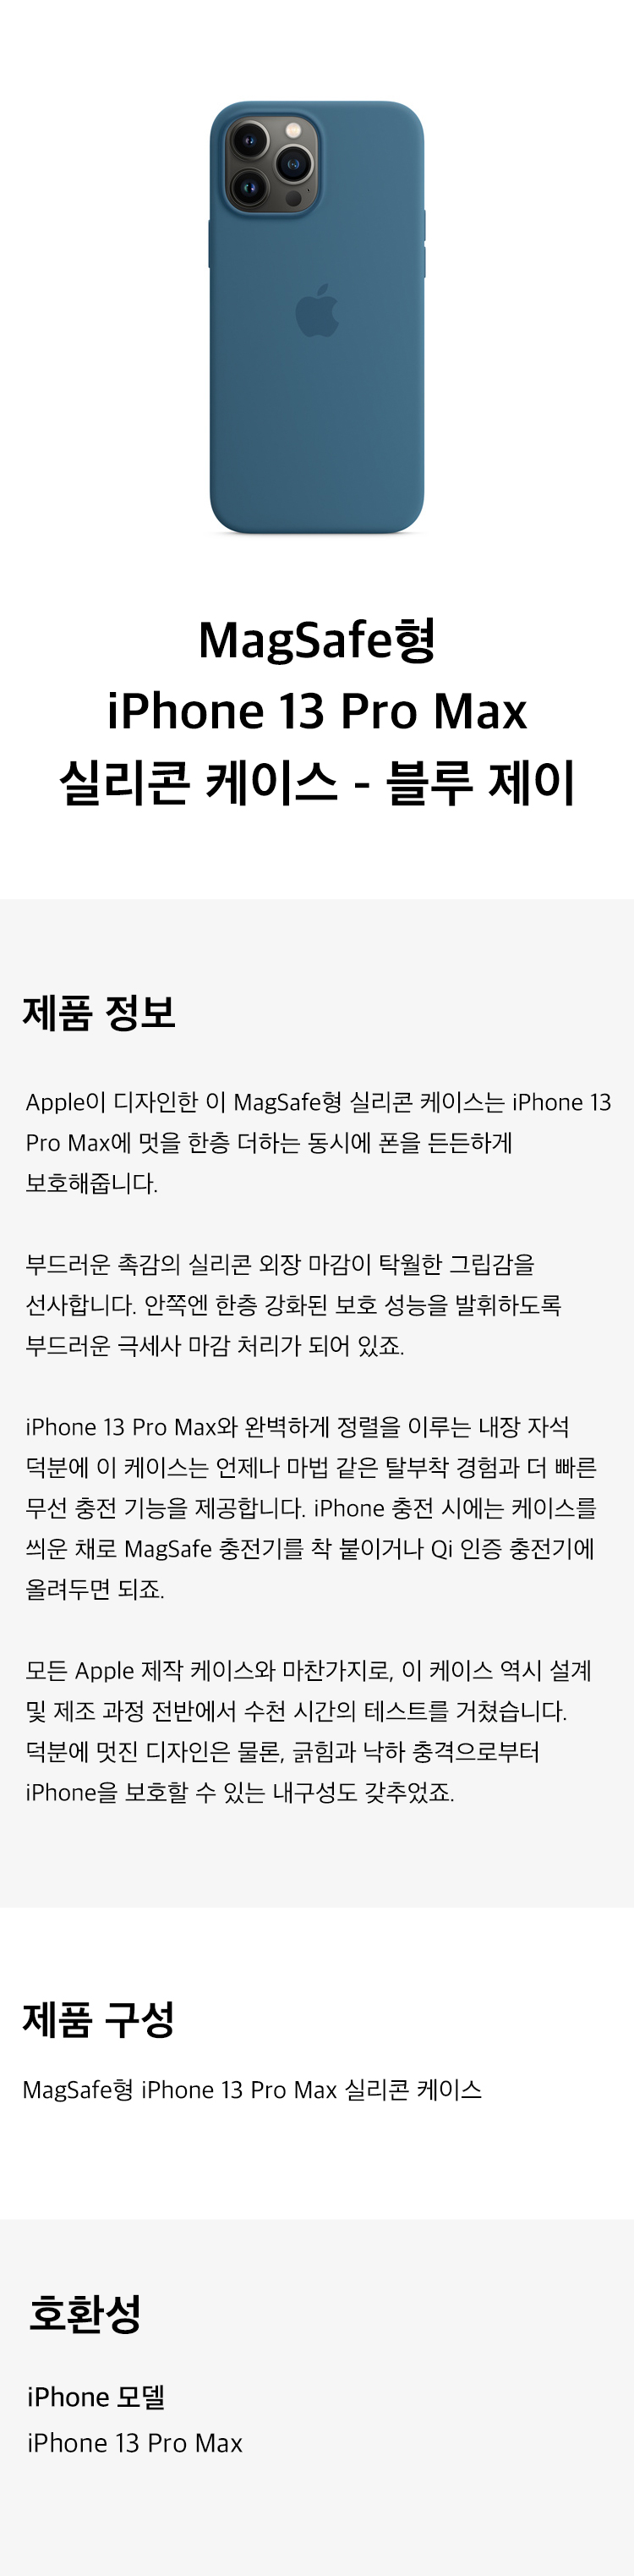 MagSafe형
iPhone 13 Pro Max
실리콘 케이스 - 블루 제이
제품 정보
Apple이 디자인한 이 MagSafe형 실리콘 케이스는 iPhone 13
Pro Max에 멋을 한층 더하는 동시에 폰을 든든하게
보호해줍니다.
부드러운 촉감의 실리콘 외장 마감이 탁월한 그립감을
선사합니다. 안쪽엔 한층 강화된 보호 성능을 발휘하도록
부드러운 극세사 마감 처리가 되어 있죠.
iPhone 13 Pro Max와 완벽하게 정렬을 이루는 내장 자석
덕분에 이 케이스는 언제나 마법 같은 탈부착 경험과 더 빠른
무선 충전 기능을 제공합니다. iPhone 충전 시에는 케이스를
씌운 채로 MagSafe 충전기를 착 붙이거나 Qi 인증 충전기에
올려두면 되죠.
모든 Apple 제작 케이스와 마찬가지로, 이 케이스 역시 설계
및 제조 과정 전반에서 수천 시간의 테스트를 거쳤습니다.
덕분에 멋진 디자인은 물론, 긁힘과 낙하 충격으로부터
iPhone을 보호할 수 있는 내구성도 갖추었죠.
제품 구성
MagSafe형 iPhone 13 Pro Max 실리콘 케이스
호환성
iPhone 모델
iPhone 13 Pro Max